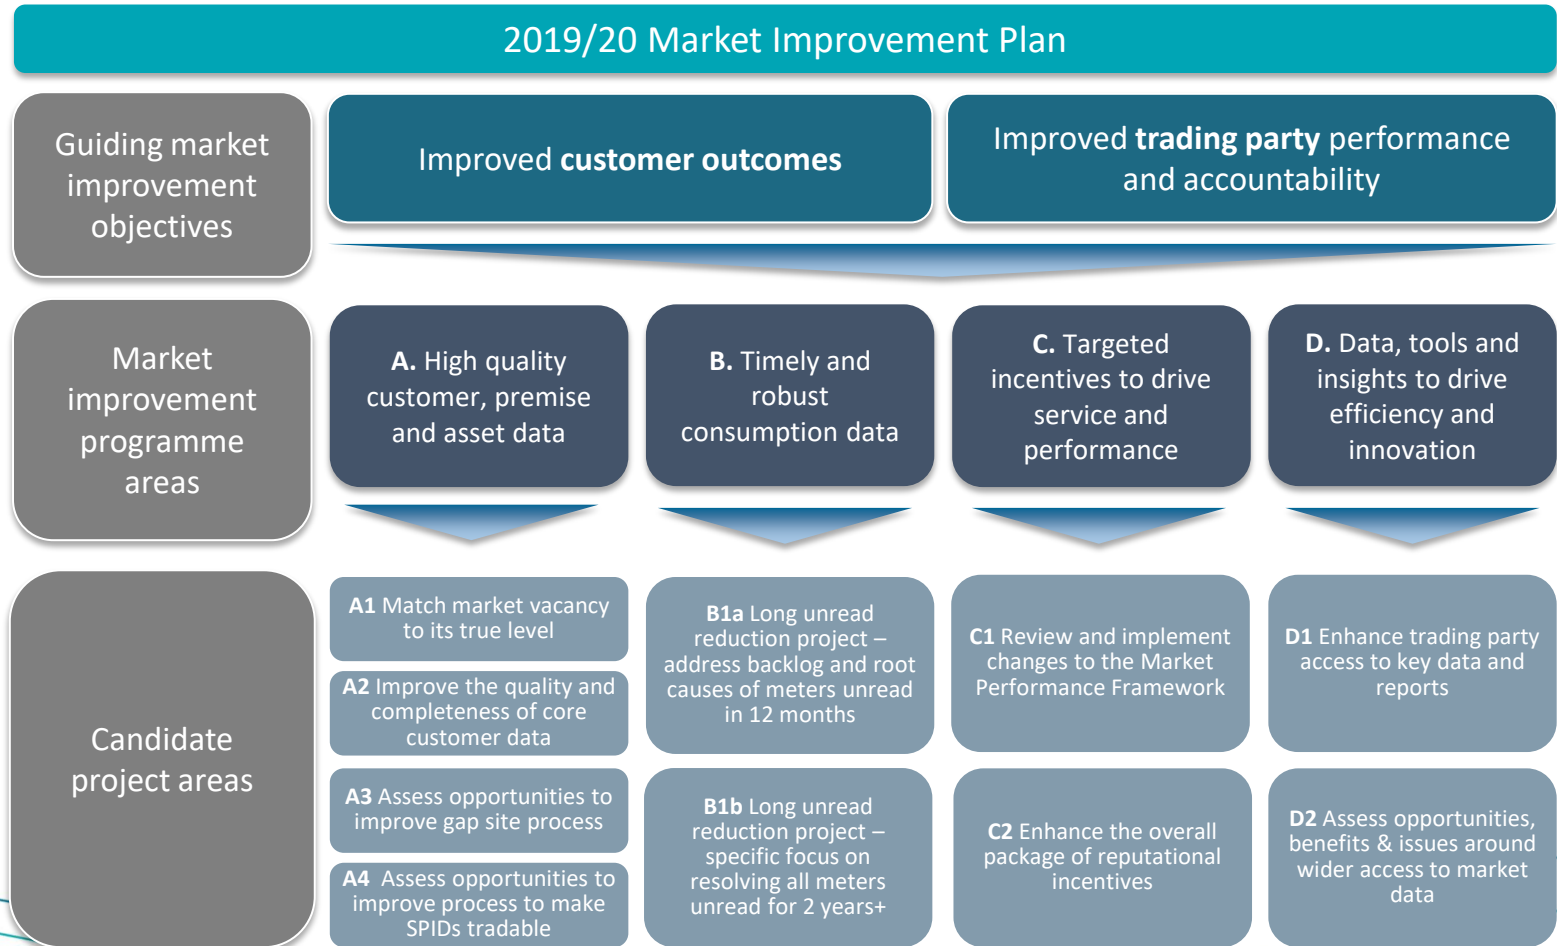 2019/20 Market Improvement Plan
Guiding market
improvement
objectives
Improved customer outcomes
Improved trading party performance
and accountability
Market
improvement
programme
areas
A. High quality
customer, premise
and asset data
B. Timely and
robust
consumption data
C. Targeted
incentives to drive
service and
performance
D. Data, tools and
insights to drive
efficiency and
innovation
Candidate
project areas
A1 Match market vacancy
to its true level
A2 Improve the quality and
completeness of core
customer data
A3 Assess opportunities to
improve gap site process
A4 Assess opportunities to
improve process to make
SPIDs tradable
B1a Long unread
reduction project –
address backlog and root
causes of meters unread
in 12 months
B1b Long unread
reduction project –
specific focus on
resolving all meters
unread for 2 years+
C1 Review and implement
changes to the Market
Performance Framework
C2 Enhance the overall
package of reputational
incentives
D1 Enhance trading party
access to key data and
reports
D2 Assess opportunities,
benefits & issues around
wider access to market
data